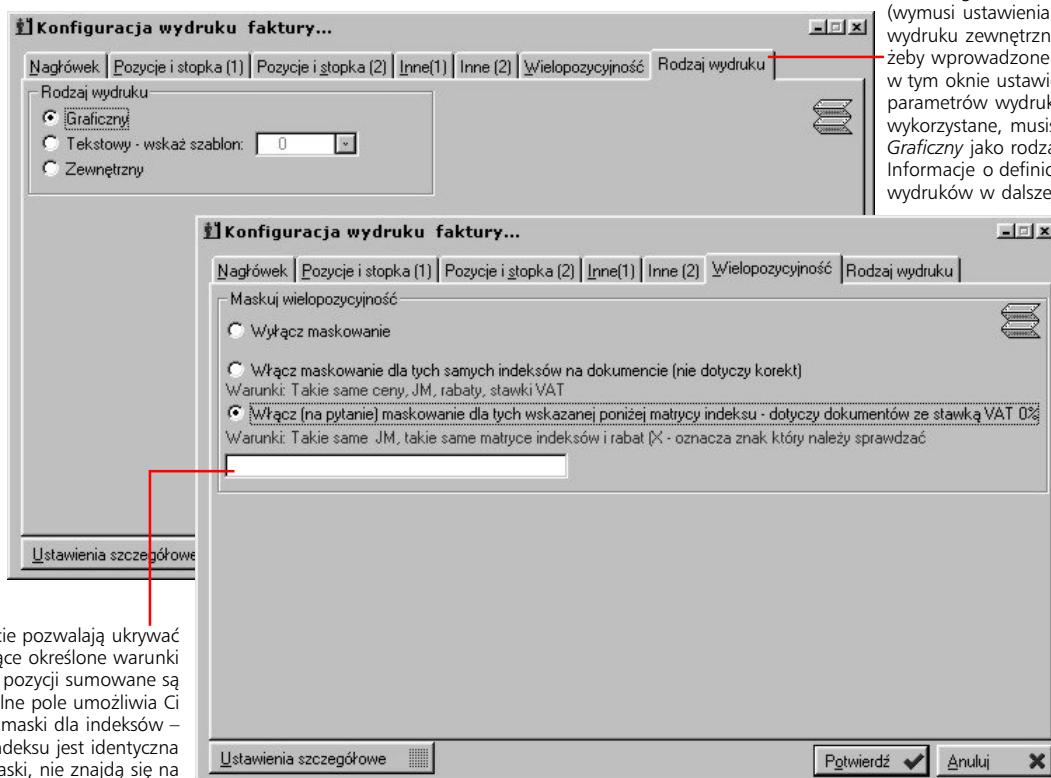 (wymusi ustawienia
wydruku zewnętrzn
żeby wprowadzone
w tym oknie ustawi
parametrów wydruk
wykorzystane, musis
Graficzny jako rodza
Informacje o definic
wydruków w dalsze
Konfiguracja wydruku faktury...
Nagłówek Pozycje i stopka (1) Pozycje i stopka (2) Inne(1) Inne (2) Wielopozycyjność Rodzaj wydruku
Rodzaj wydruku
Graficzny
Tekstowy - wskaż szablon: 0
Zewnętrzny
Ustawienia szczegółowe
Konfiguracja wydruku faktury...
Nagłówek Pozycje i stopka (1) Pozycje i stopka (2) Inne(1) Inne (2) Wielopozycyjność Rodzaj wydruku
Maskuj wielopozycyjność
Wyłącz maskowanie
Włącz maskowanie dla tych samych indeksów na dokumencie (nie dotyczy korekt)
Warunki: Takie same ceny, JM, rabaty, stawki VAT
Włącz (na pytanie) maskowanie dla tych wskazanej poniżej matrycy indeksu - dotyczy dokumentów ze stawką VAT 0%
Warunki: Takie same JM, takie same matryce indeksów i rabat (X - oznacza znak który należy sprawdzać
Ustawienia szczegółowe
Potwierdź Anuluj
cie pozwalają ukrywać
ące określone warunki
pozycji sumowane są
lne pole umożliwia Ci
maski dla indeksów –
ndeksu jest identyczna
aski, nie znajdą się na